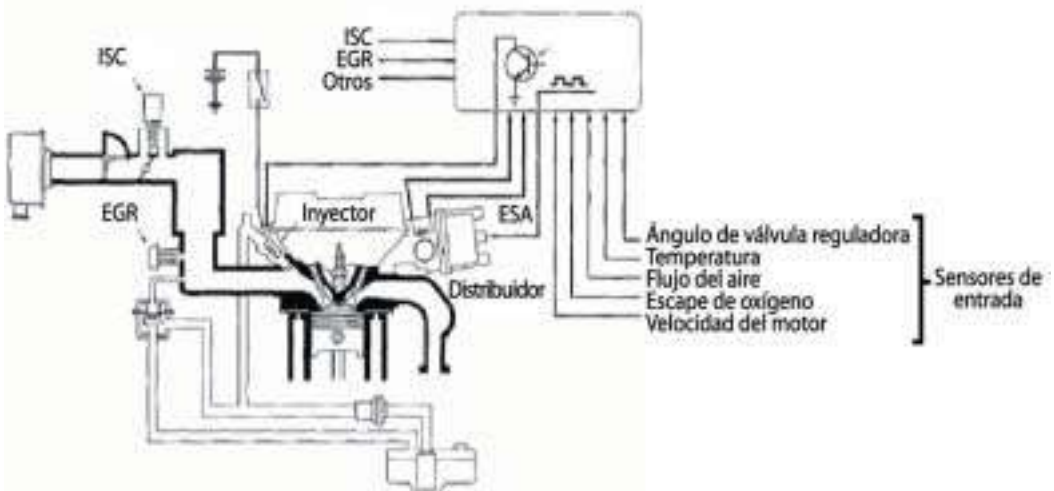 ISC
EGR
Otros
ISC
EGR
Inyector
ESA
Distribuidor
Ángulo de válvula reguladora
Temperatura
Flujo del aire
Escape de oxígeno
Velocidad del motor
Sensores de
entrada